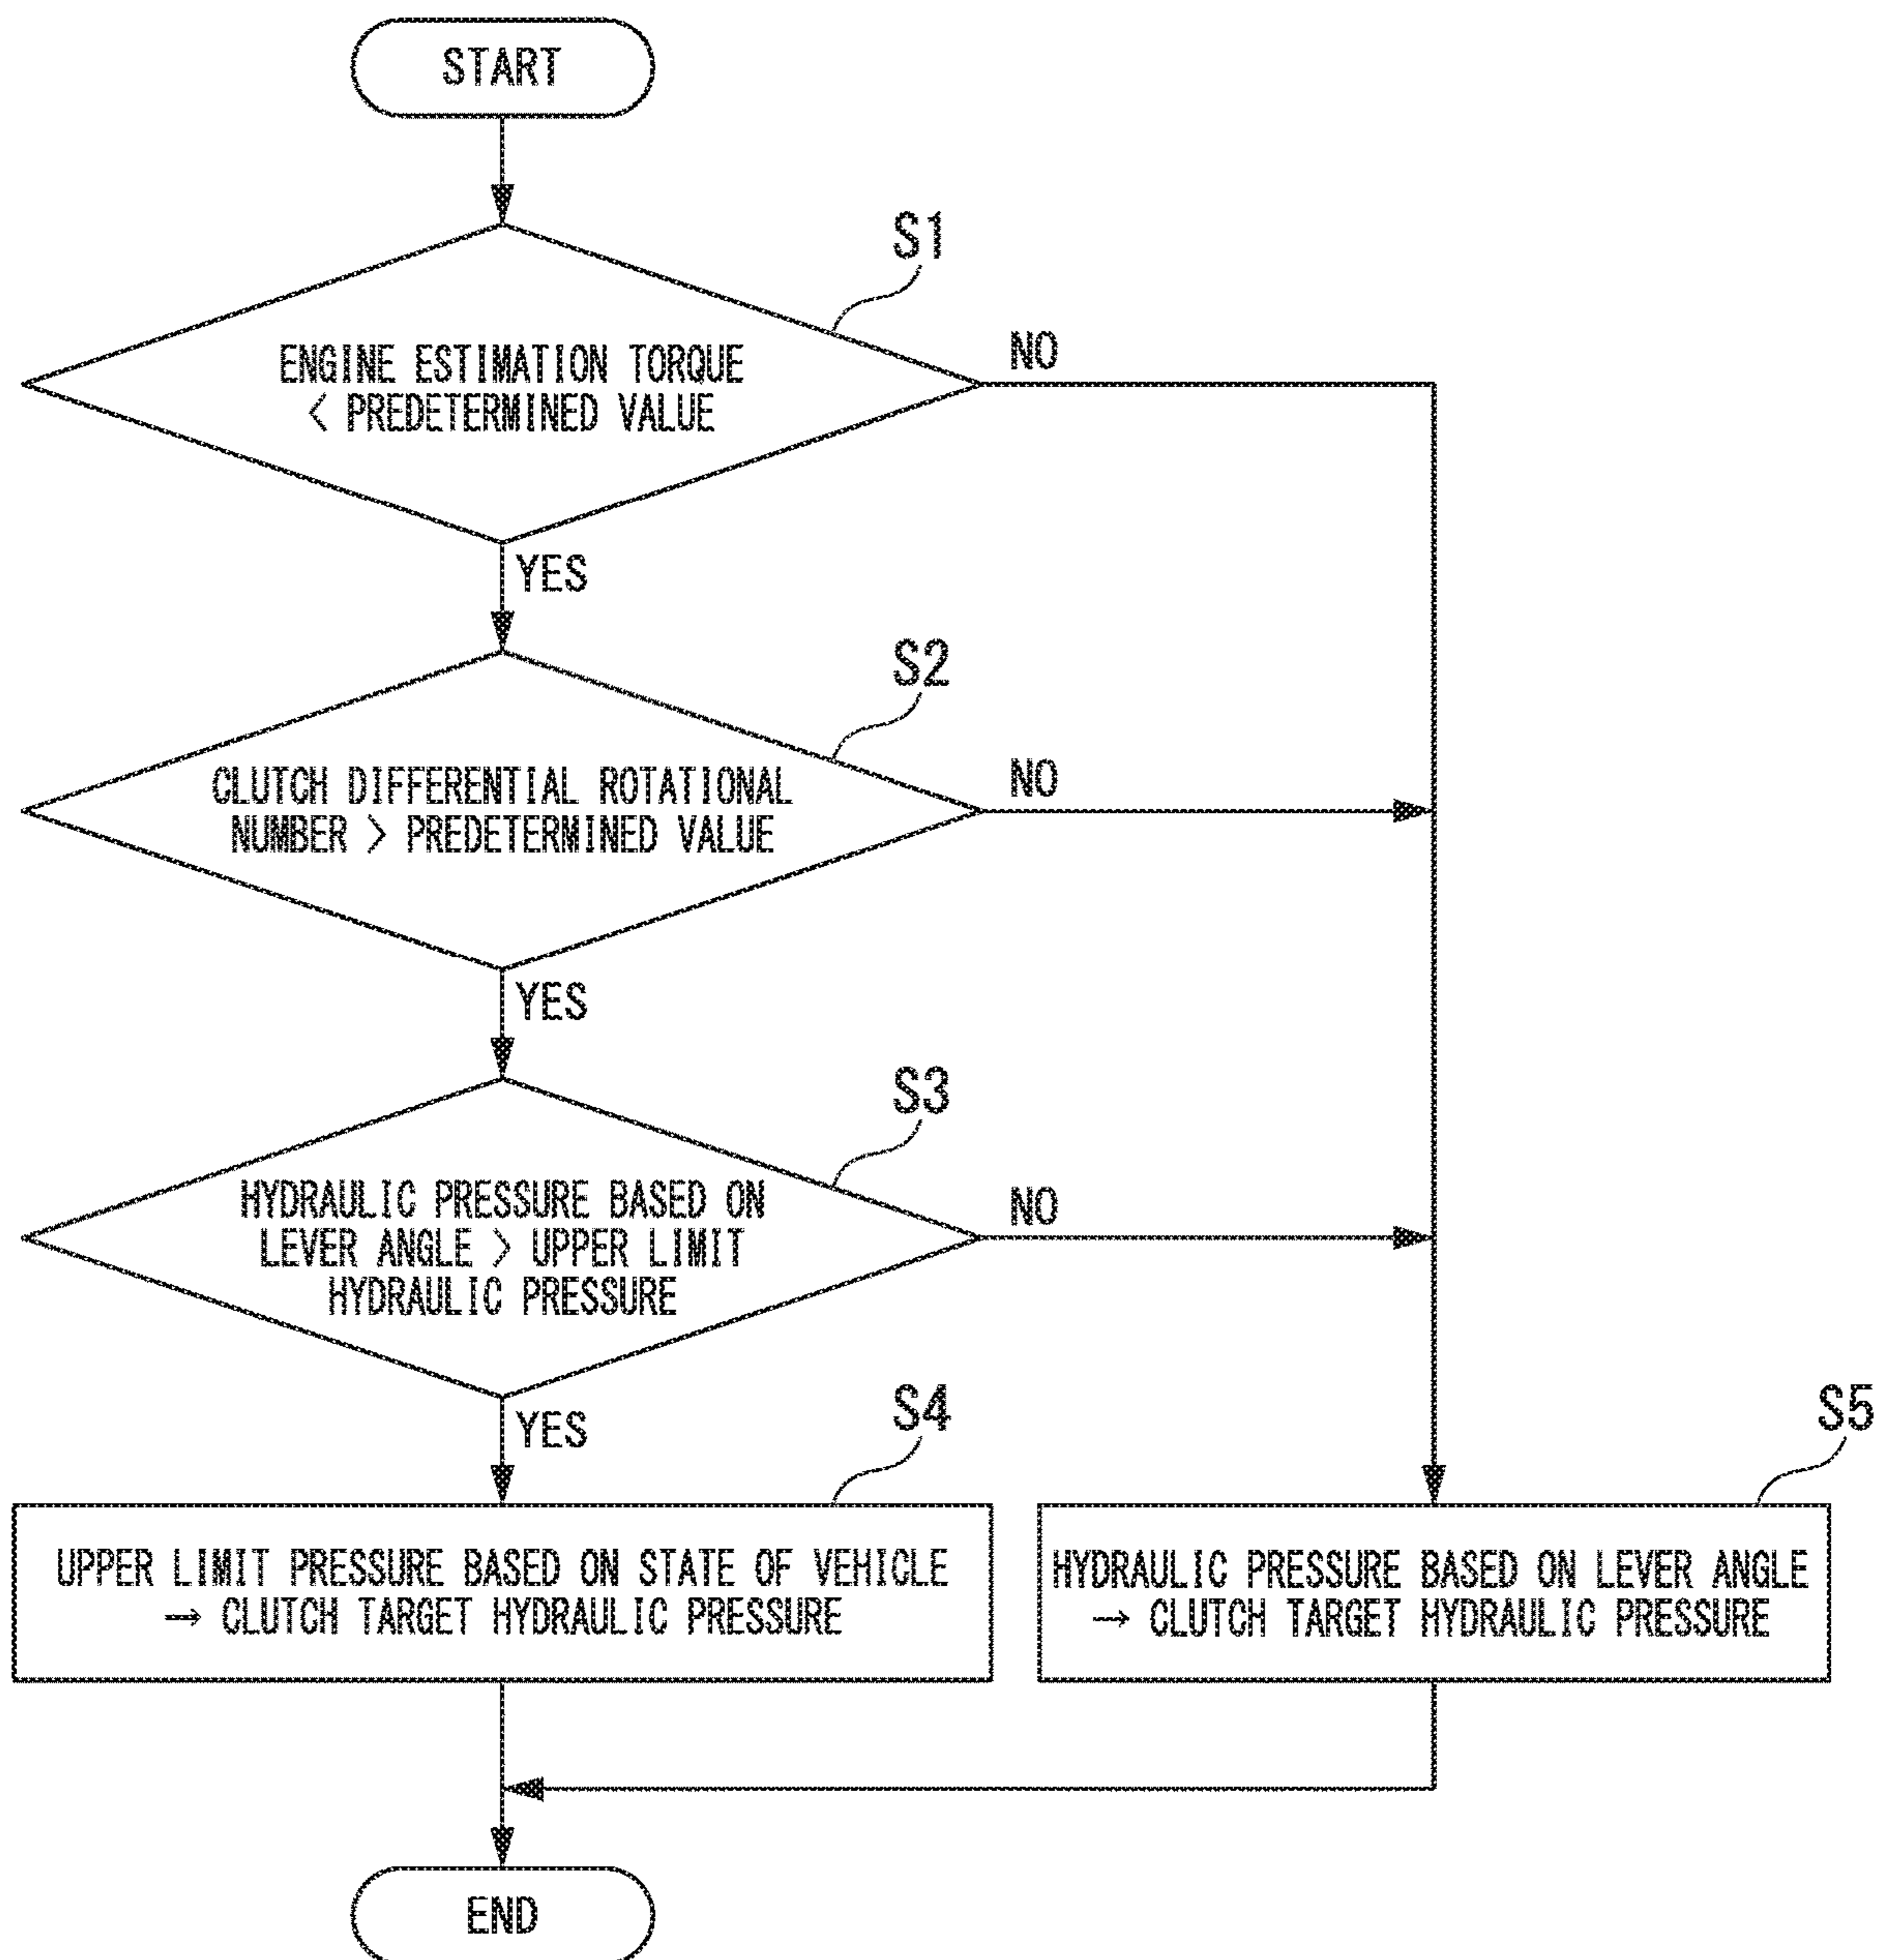 START
S1
ENGINE ESTIMATION TORQUE
< PREDETERMINED VALUE
NO
YES
S2
CLUTCH DIFFERENTIAL ROTATIONAL
NUMBER > PREDETERMINED VALUE
NO
YES
S3
HYDRAULIC PRESSURE BASED ON
LEVER ANGLE > UPPER LIMIT
HYDRAULIC PRESSURE
NO
YES
S4
UPPER LIMIT PRESSURE BASED ON STATE OF VEHICLE
→ CLUTCH TARGET HYDRAULIC PRESSURE
S5
HYDRAULIC PRESSURE BASED ON LEVER ANGLE
→ CLUTCH TARGET HYDRAULIC PRESSURE
END